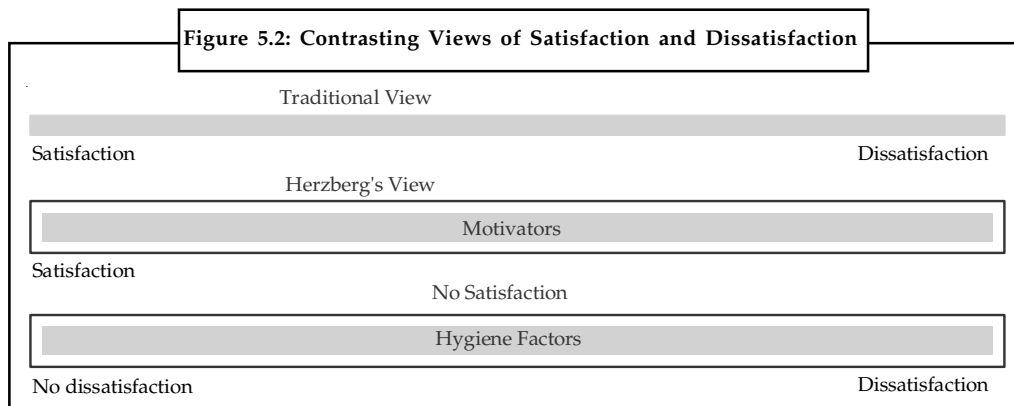 Figure 5.2: Contrasting Views of Satisfaction and Dissatisfaction
Traditional View
Satisfaction Dissatisfaction
Herzberg's View
Motivators
Satisfaction
No Satisfaction
Hygiene Factors
No dissatisfaction Dissatisfaction